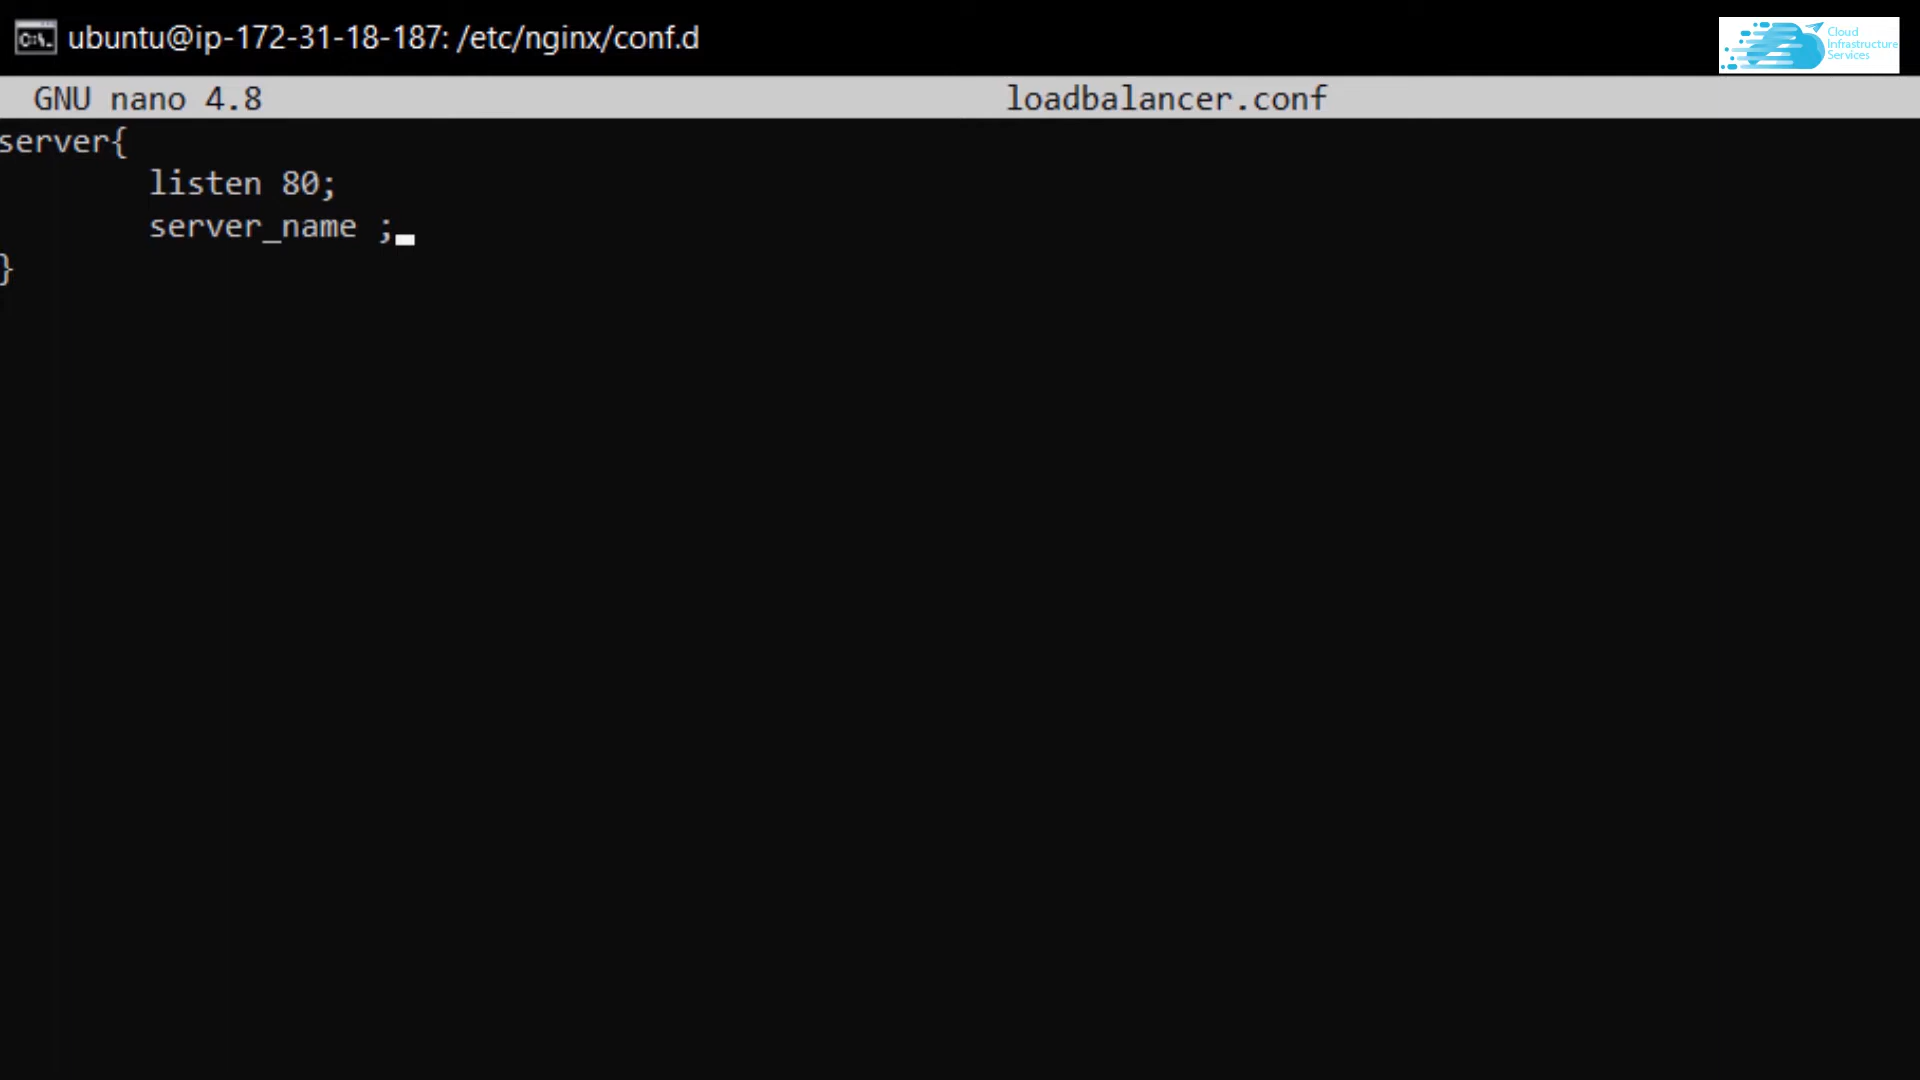 ubuntu@ip-172-31-18-187: /etc/nginx/conf.d
Cloud
Infrastructure
Services
GNU nano 4.8 loadbalancer.conf
server{
listen 80;
server_name ;
}